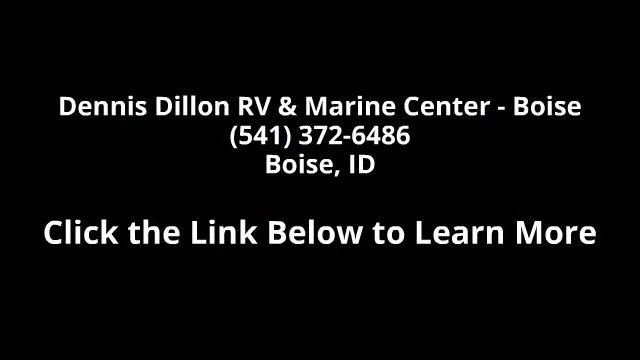 Dennis Dillon RV & Marine Center - Boise
(541) 372-6486
Boise, ID
Click the Link Below to Learn More